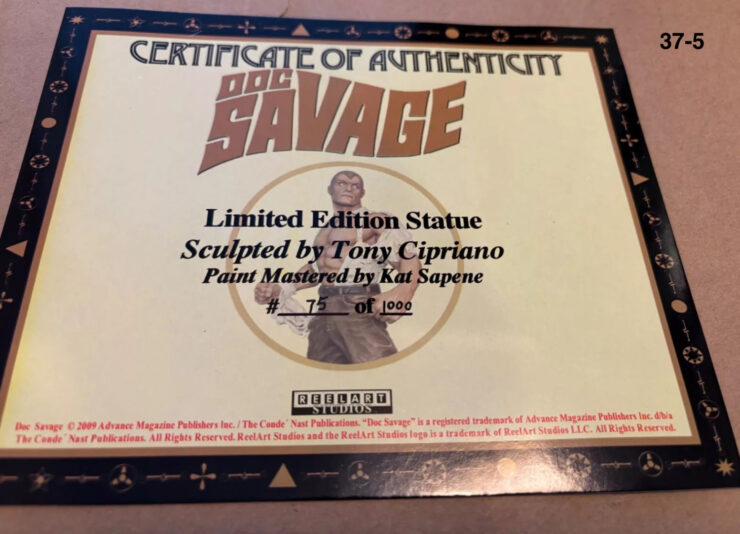 37-5
CERTIFICATE OF AUTHENTICITY
DOC
SAVAGE
Limited Edition Statue
Sculpted by Tony Cipriano
Paint Mastered by Kat Sapene
# 75 of 1000
REELART
STUDIOS
Doc Savage © 2009 Advance Magazine Publishers Inc. / The Conde´ Nast Publications. “Doc Savage” is a registered trademark of Advance Magazine Publishers Inc. d/b/a
The Conde´ Nast Publications. All Rights Reserved. ReelArt Studios and the ReelArt Studios logo is a trademark of ReelArt Studios LLC. All Rights Reserved.